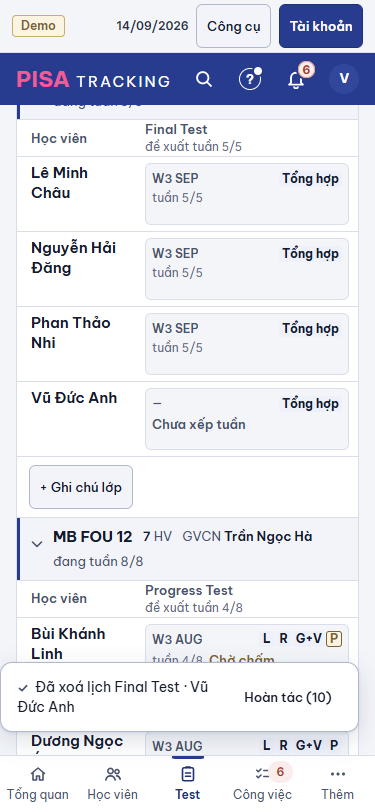 Demo
14/09/2026
Công cụ
Tài khoản
PISA TRACKING
?
6
V
Học viên
Final Test
đề xuất tuần 5/5
Lê Minh Châu
W3 SEP
Tổng hợp
tuần 5/5
Nguyễn Hải Đăng
W3 SEP
Tổng hợp
tuần 5/5
Phan Thảo Nhi
W3 SEP
Tổng hợp
tuần 5/5
Vũ Đức Anh
—
Tổng hợp
Chưa xếp tuần
+ Ghi chú lớp
MB FOU 12 7 HV GVCN Trần Ngọc Hà
đang tuần 8/8
Học viên
Progress Test
đề xuất tuần 4/8
Bùi Khánh Linh
W3 AUG
L R G+V P
tuần 4/8 Chờ chấm
✓ Đã xoá lịch Final Test · Vũ Đức Anh
Hoàn tác (10)
Dương Ngọc
W3 AUG
L R G+V P
6
Tổng quan
Học viên
Test
Công việc
Thêm